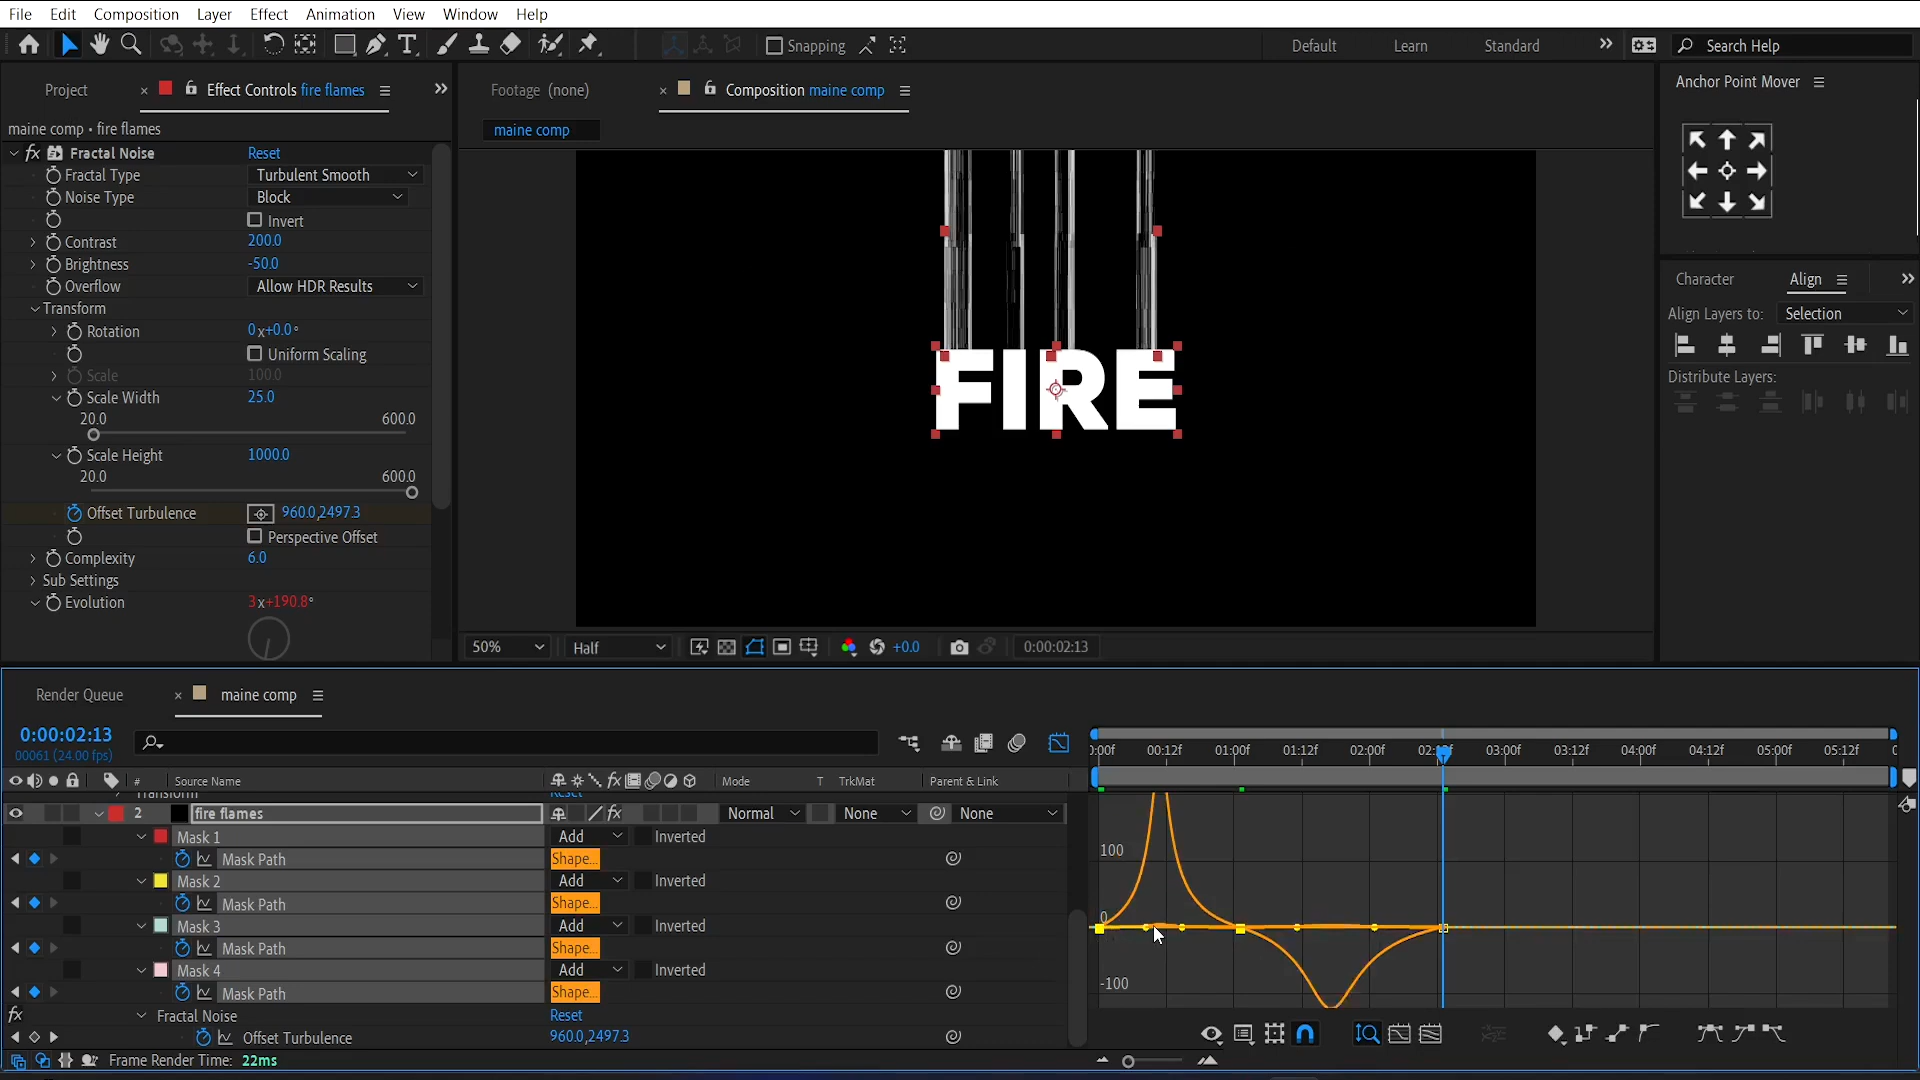 File Edit Composition Layer Effect Animation View Window Help
Snapping Default Learn Standard Search Help
Project Effect Controls fire flames Footage (none) Composition maine comp Anchor Point Mover
maine comp • fire flames
maine comp
fx Fractal Noise Reset
Fractal Type Turbulent Smooth
Noise Type Block
Invert
Contrast 200.0
Brightness -50.0
Overflow Allow HDR Results
Transform
Rotation 0x+0.0°
Uniform Scaling
Scale 100.0
Scale Width 25.0
20.0 600.0
Scale Height 1000.0
20.0 600.0
Offset Turbulence 960.0,2497.3
Perspective Offset
Complexity 6.0
Sub Settings
Evolution 3x+190.8°
FIRE
Character Align
Align Layers to: Selection
Distribute Layers:
50% Half +0.0 0:00:02:13
Render Queue maine comp
0:00:02:13
00061 (24.00 fps)
00f 00:12f 01:00f 01:12f 02:00f 02: 03:00f 03:12f 04:00f 04:12f 05:00f 05:12f
# Source Name fx Mode T TrkMat Parent & Link
Transform Reset
2 fire flames fx Normal None None
Mask 1 Add Inverted
Mask Path Shape...
Mask 2 Add Inverted
Mask Path Shape...
Mask 3 Add Inverted
Mask Path Shape...
Mask 4 Add Inverted
Mask Path Shape...
fx Fractal Noise Reset
Offset Turbulence 960.0,2497.3
100
0
-100
Frame Render Time: 22ms